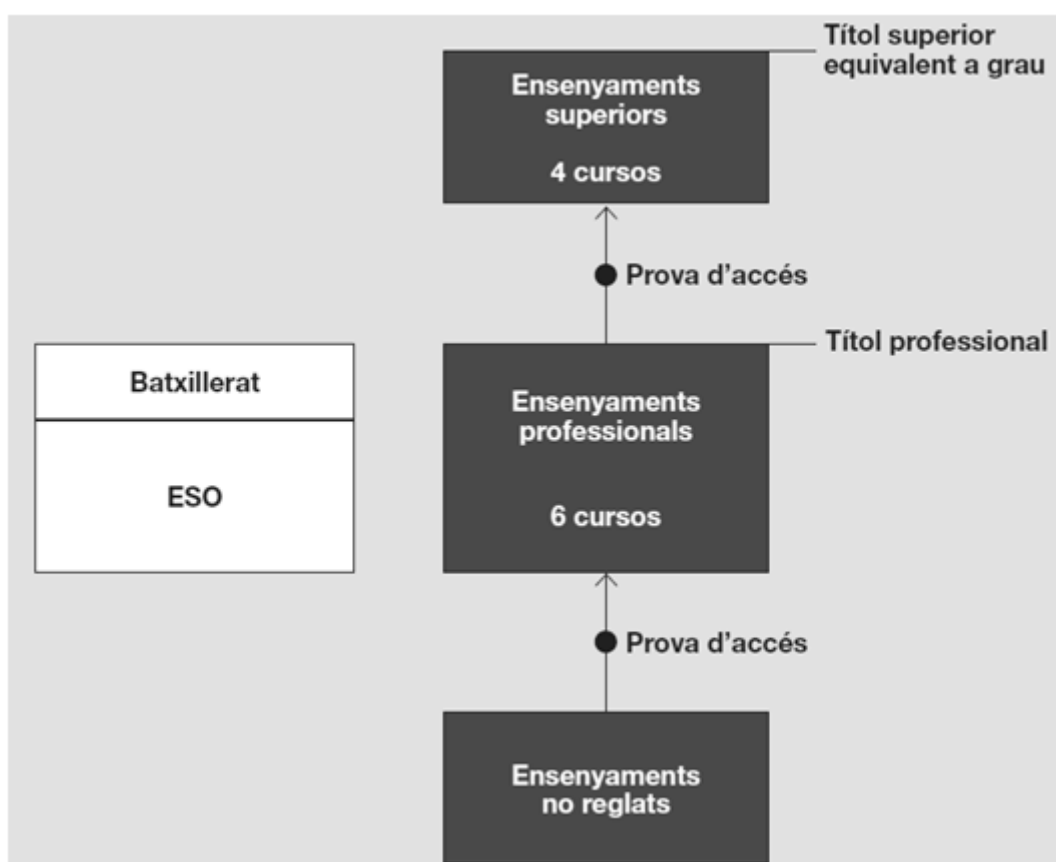 Títol superior
equivalent a grau
Ensenyaments
superiors
4 cursos
Prova d’accés
Títol professional
Batxillerat
ESO
Ensenyaments
professionals
6 cursos
Prova d’accés
Ensenyaments
no reglats